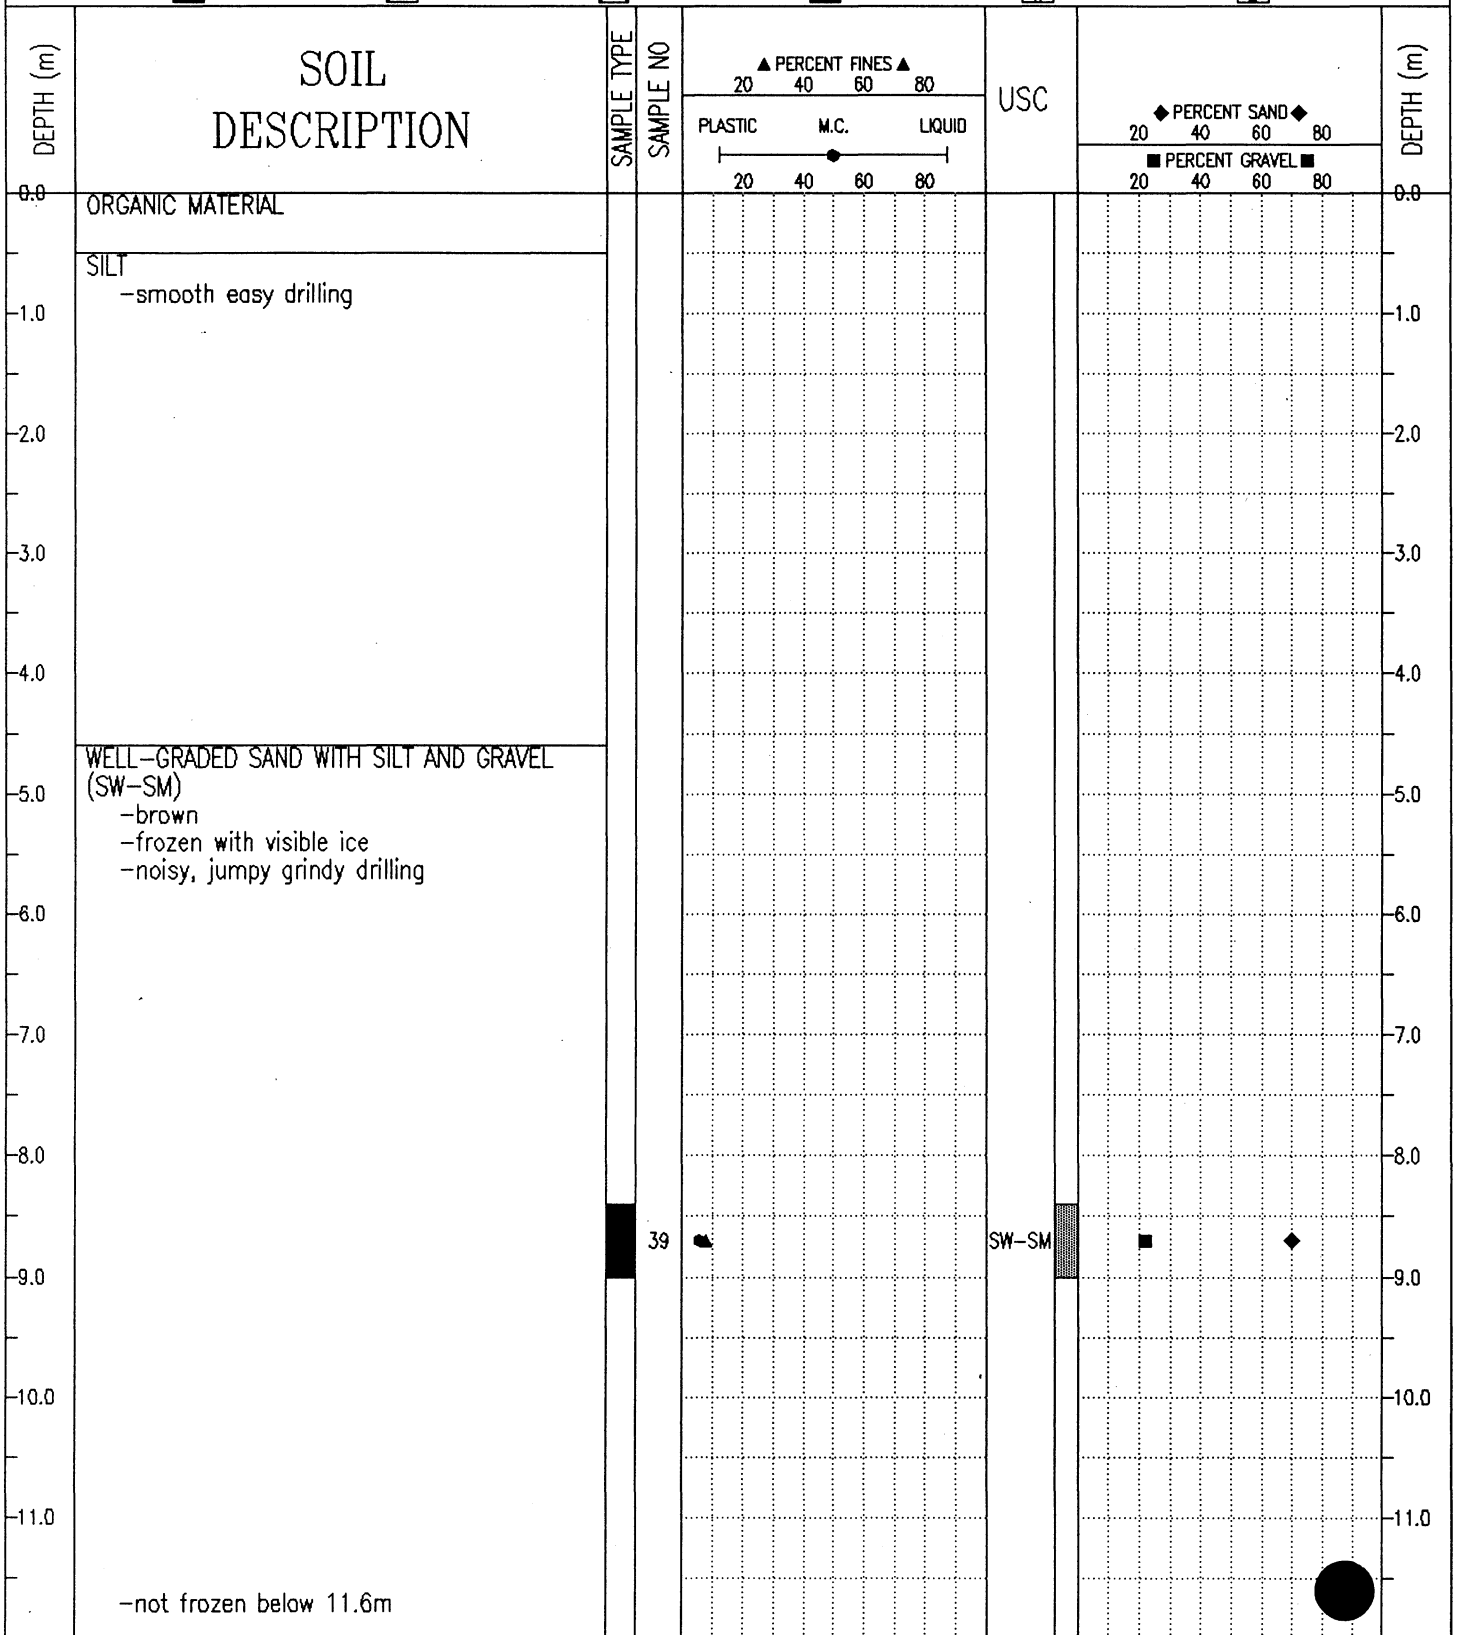 DEPTH (m)
SOIL
DESCRIPTION
SAMPLE TYPE
SAMPLE NO
▲ PERCENT FINES ▲
20 40 60 80
PLASTIC M.C. LIQUID
20 40 60 80
USC
◆ PERCENT SAND ◆
20 40 60 80
■ PERCENT GRAVEL ■
20 40 60 80
DEPTH (m)
0.0 0.0
ORGANIC MATERIAL
SILT
-smooth easy drilling
1.0 1.0
2.0 2.0
3.0 3.0
4.0 4.0
WELL-GRADED SAND WITH SILT AND GRAVEL
(SW-SM)
5.0 5.0
-brown
-frozen with visible ice
-noisy, jumpy grindy drilling
6.0 6.0
7.0 7.0
8.0 8.0
39 SW-SM
9.0 9.0
10.0 10.0
11.0 11.0
-not frozen below 11.6m